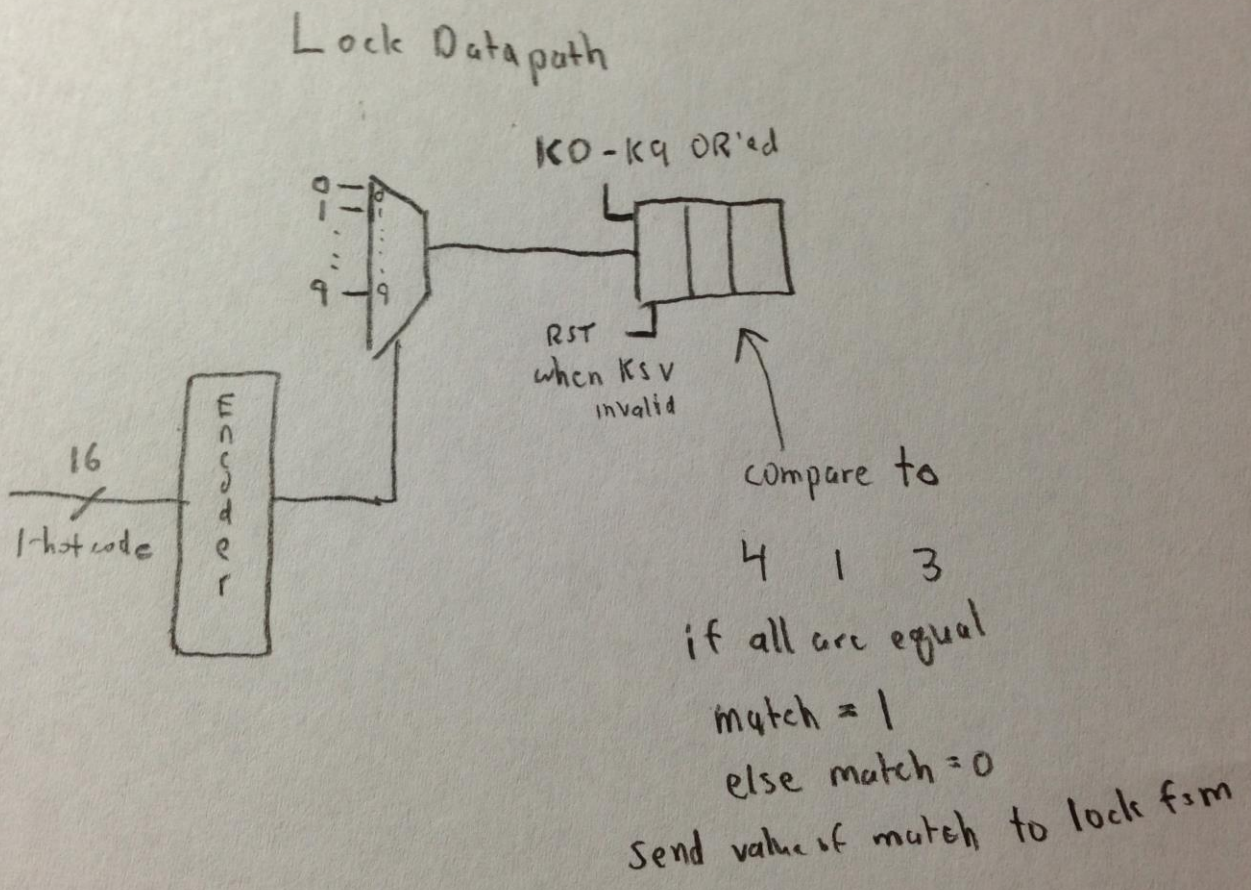 Lock Datapath
K0-K9 OR'ed
0
1
9
0
1
9
RST
when KSV
invalid
Encoder
16
1-hot code
compare to
4 1 3
if all are equal
match = 1
else match = 0
send value of match to lock fsm